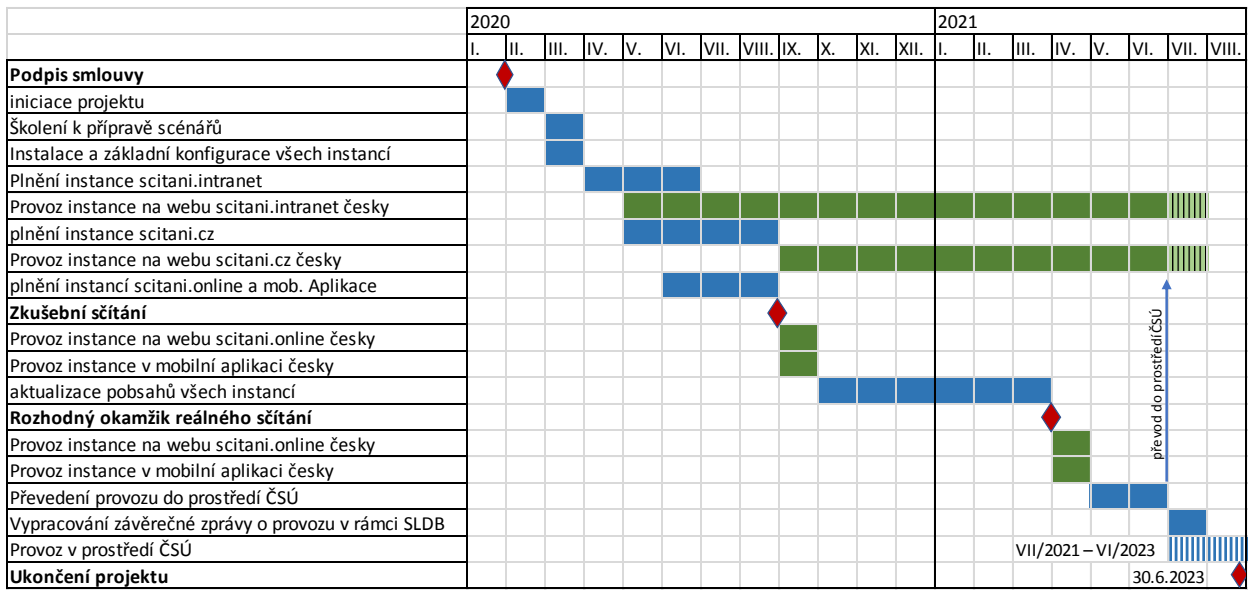 2020 2021
I. II. III. IV. V. VI. VII. VIII. IX. X. XI. XII. I. II. III. IV. V. VI. VII. VIII.
Podpis smlouvy
iniciace projektu
Školení k přípravě scénářů
Instalace a základní konfigurace všech instancí
Plnění instance scitani.intranet
Provoz instance na webu scitani.intranet česky
plnění instance scitani.cz
Provoz instance na webu scitani.cz česky
plnění instancí scitani.online a mob. Aplikace
Zkušební sčítání
Provoz instance na webu scitani.online česky
Provoz instance v mobilní aplikaci česky
aktualizace pobsahů všech instancí
Rozhodný okamžik reálného sčítání
Provoz instance na webu scitani.online česky
Provoz instance v mobilní aplikaci česky
převod do prostředí ČSÚ
Převedení provozu do prostředí ČSÚ
Vypracování závěrečné zprávy o provozu v rámci SLDB
Provoz v prostředí ČSÚ VII/2021 – VI/2023
Ukončení projektu 30.6.2023